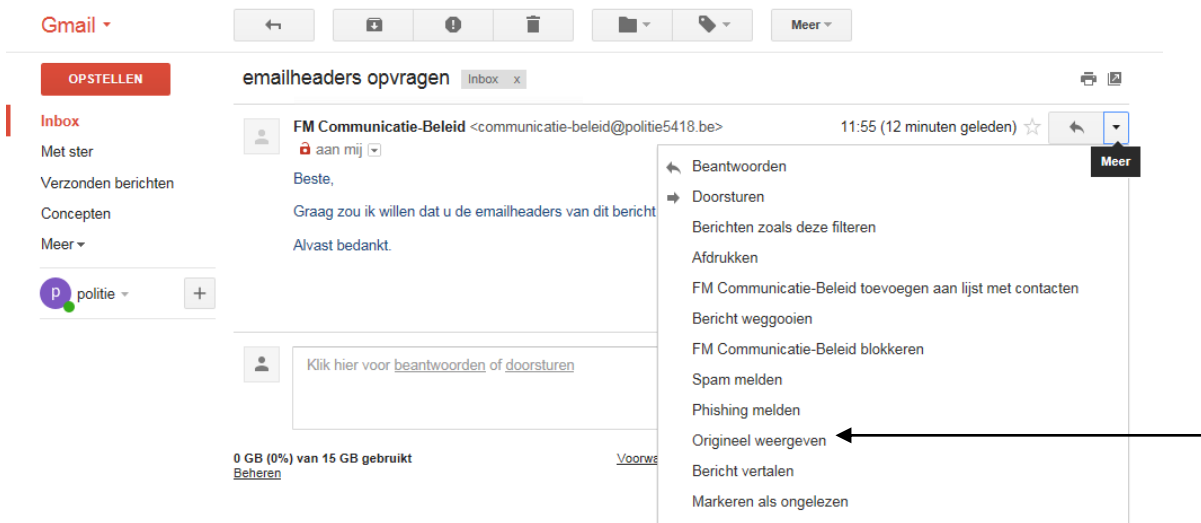 Gmail
Meer
OPSTELLEN
emailheaders opvragen Inbox x
Inbox
Met ster
Verzonden berichten
Concepten
Meer
politie
p
+
FM Communicatie-Beleid <communicatie-beleid@politie5418.be> 11:55 (12 minuten geleden)
aan mij
Meer
Beste,
Graag zou ik willen dat u de emailheaders van dit bericht
Alvast bedankt.
Beantwoorden
Doorsturen
Berichten zoals deze filteren
Afdrukken
FM Communicatie-Beleid toevoegen aan lijst met contacten
Bericht weggooien
FM Communicatie-Beleid blokkeren
Spam melden
Phishing melden
Origineel weergeven
Bericht vertalen
Markeren als ongelezen
Klik hier voor beantwoorden of doorsturen
0 GB (0%) van 15 GB gebruikt
Beheren
Voorwa